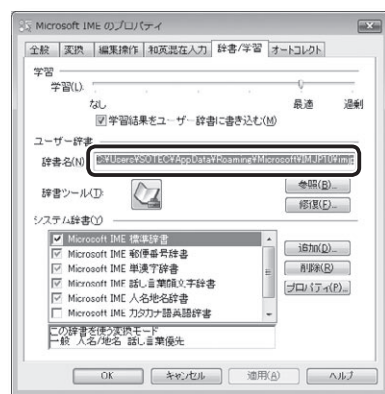 Microsoft IME のプロパティ
全般 変換 編集操作 和英混在入力 辞書/学習 オートコレクト
学習
学習(L):
なし 最適 過剰
学習結果をユーザー辞書に書き込む(M)
ユーザー辞書
辞書名(N): C:¥Users¥SOTEC¥AppData¥Roaming¥Microsoft¥IMJP10¥imjp
参照(B)...
辞書ツール(T):
修復(E)...
システム辞書(Y)
Microsoft IME 標準辞書
Microsoft IME 郵便番号辞書
Microsoft IME 単漢字辞書
Microsoft IME 話し言葉顔文字辞書
Microsoft IME 人名地名辞書
Microsoft IME カタカナ語英語辞書
追加(D)...
削除(R)
プロパティ(P)...
この辞書を使う変換モード
一般 人名/地名 話し言葉優先
OK キャンセル 適用(A) ヘルプ